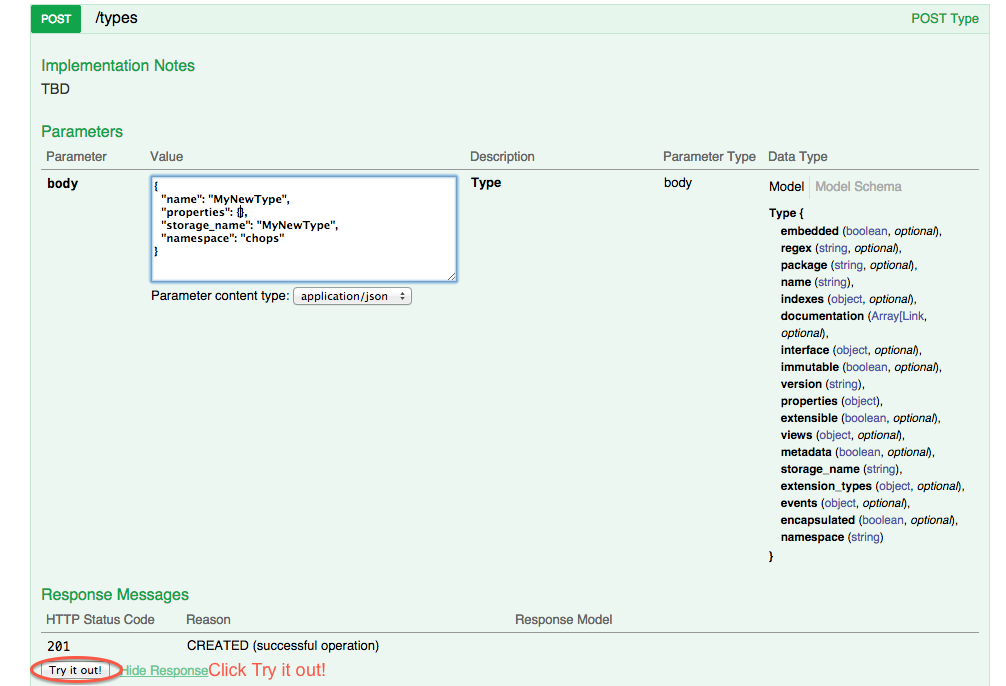 POST /types POST Type
Implementation Notes
TBD
Parameters
Parameter Value Description Parameter Type Data Type
body
{
"name": "MyNewType",
"properties": {},
"storage_name": "MyNewType",
"namespace": "chops"
}
Parameter content type: application/json
Type
body
Model Model Schema
Type {
embedded (boolean, optional),
regex (string, optional),
package (string, optional),
name (string),
indexes (object, optional),
documentation (Array[Link,
optional),
interface (object, optional),
immutable (boolean, optional),
version (string),
properties (object),
extensible (boolean, optional),
views (object, optional),
metadata (boolean, optional),
storage_name (string),
extension_types (object, optional),
events (object, optional),
encapsulated (boolean, optional),
namespace (string)
}
Response Messages
HTTP Status Code Reason Response Model
201 CREATED (successful operation)
Try it out! Hide Response Click Try it out!